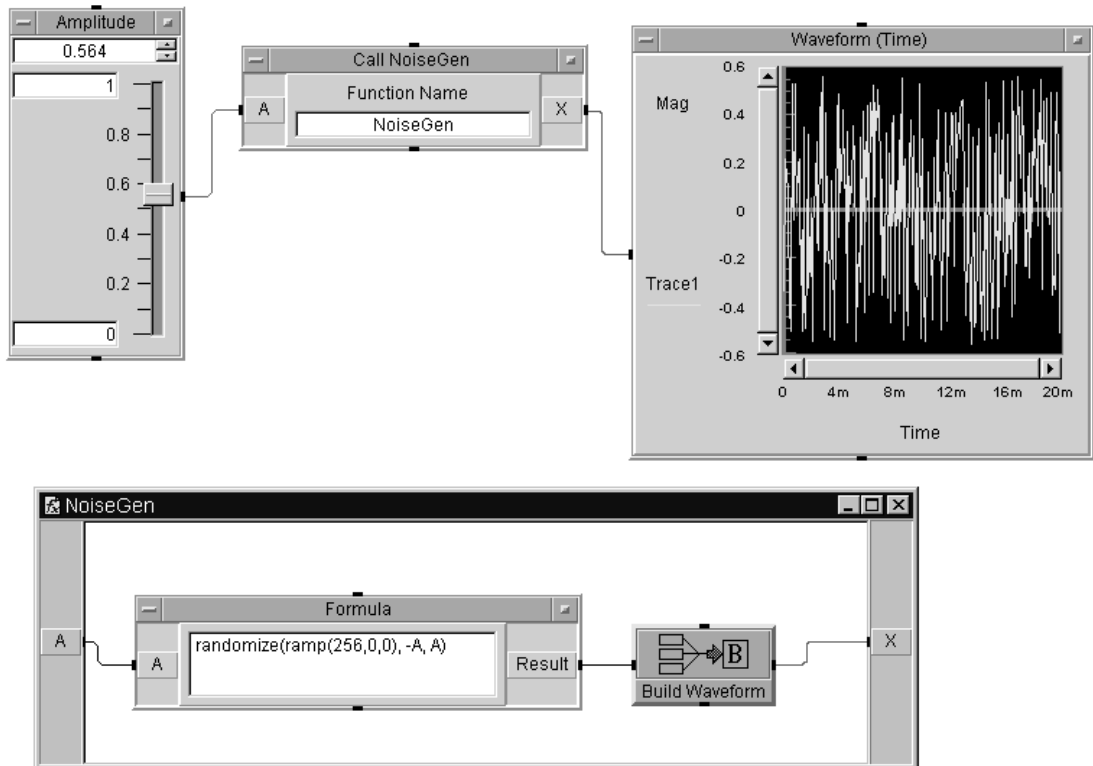 Amplitude
0.564
1
0.8
0.6
0.4
0.2
0
Call NoiseGen
Function Name
A
X
NoiseGen
Waveform (Time)
Mag
Trace1
0.6
0.4
0.2
0
-0.2
-0.4
-0.6
0 4m 8m 12m 16m 20m
Time
NoiseGen
A
Formula
A
randomize(ramp(256,0,0), -A, A)
Result
B
Build Waveform
X